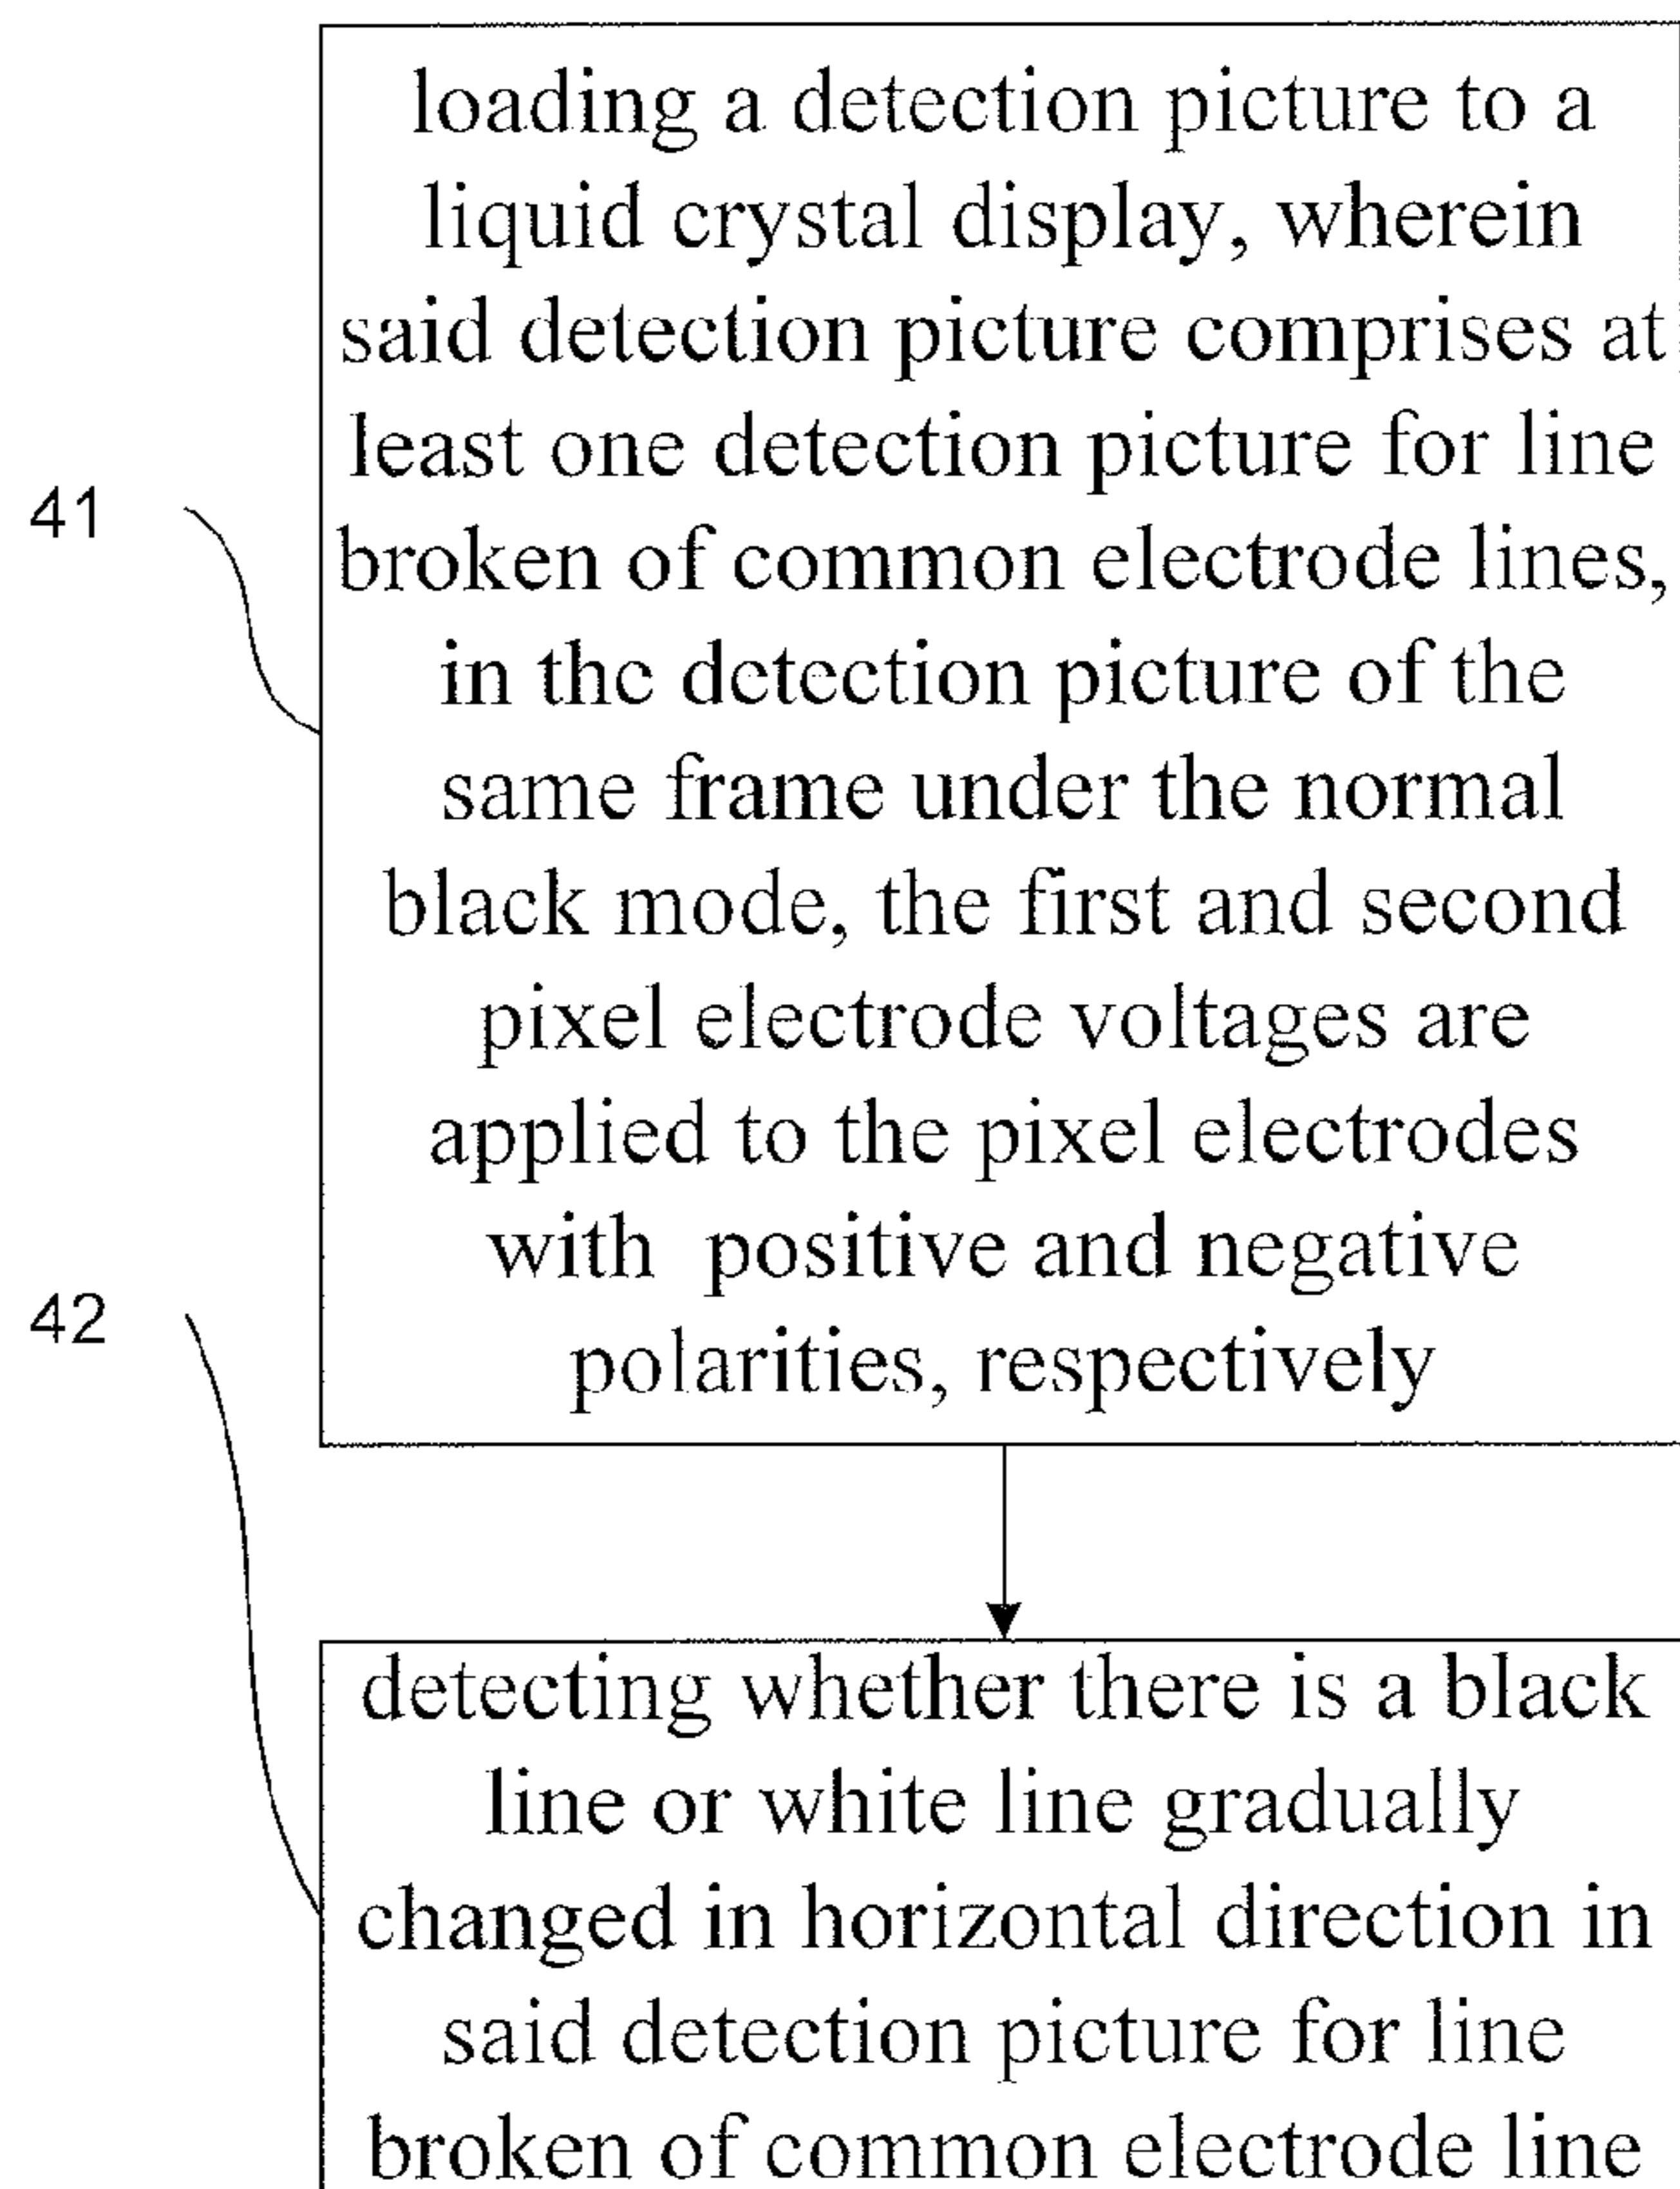 loading a detection picture to a
liquid crystal display, wherein
said detection picture comprises at
least one detection picture for line
41
broken of common electrode lines,
in the detection picture of the
same frame under the normal
black mode, the first and second
pixel electrode voltages are
applied to the pixel electrodes
with positive and negative
42
polarities, respectively
detecting whether there is a black
line or white line gradually
changed in horizontal direction in
said detection picture for line
broken of common electrode line